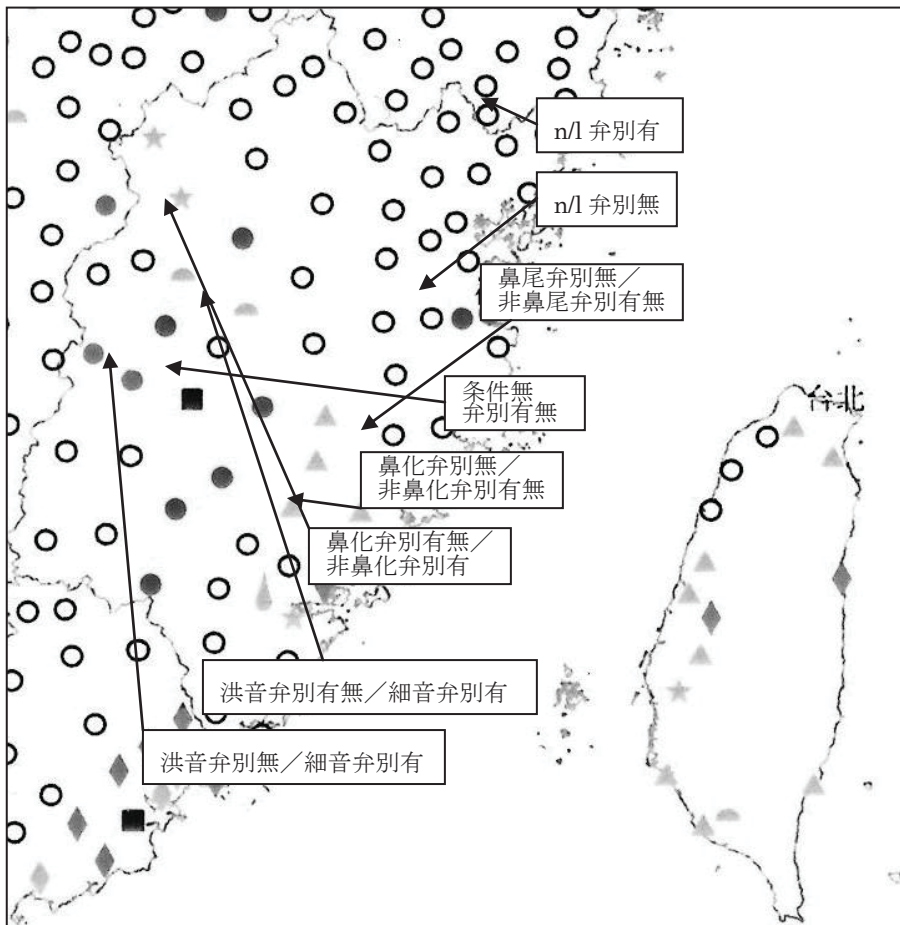 n/l 弁別有
n/l 弁別無
鼻尾弁別無／
非鼻尾弁別有無
条件無
弁別有無
台北
鼻化弁別無／
非鼻化弁別有無
鼻化弁別有無／
非鼻化弁別有
洪音弁別有無／細音弁別有
洪音弁別無／細音弁別有